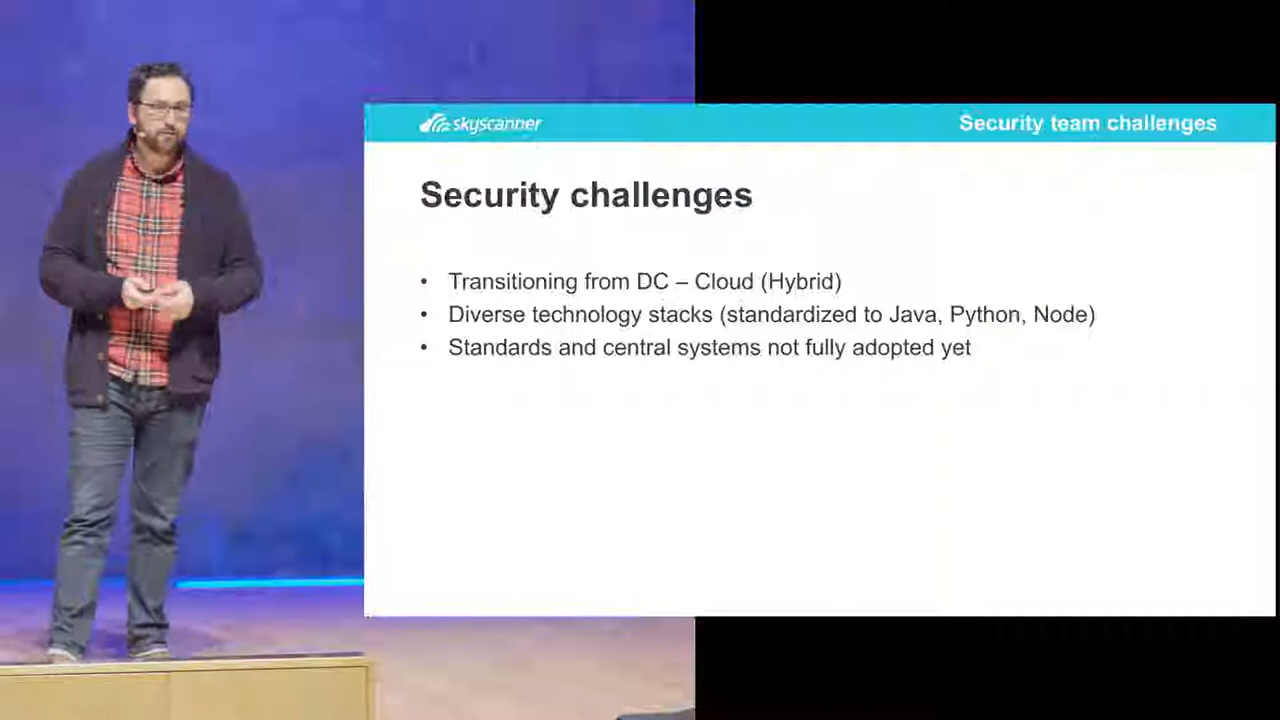 skyscanner
Security team challenges
Security challenges
• Transitioning from DC – Cloud (Hybrid)
• Diverse technology stacks (standardized to Java, Python, Node)
• Standards and central systems not fully adopted yet